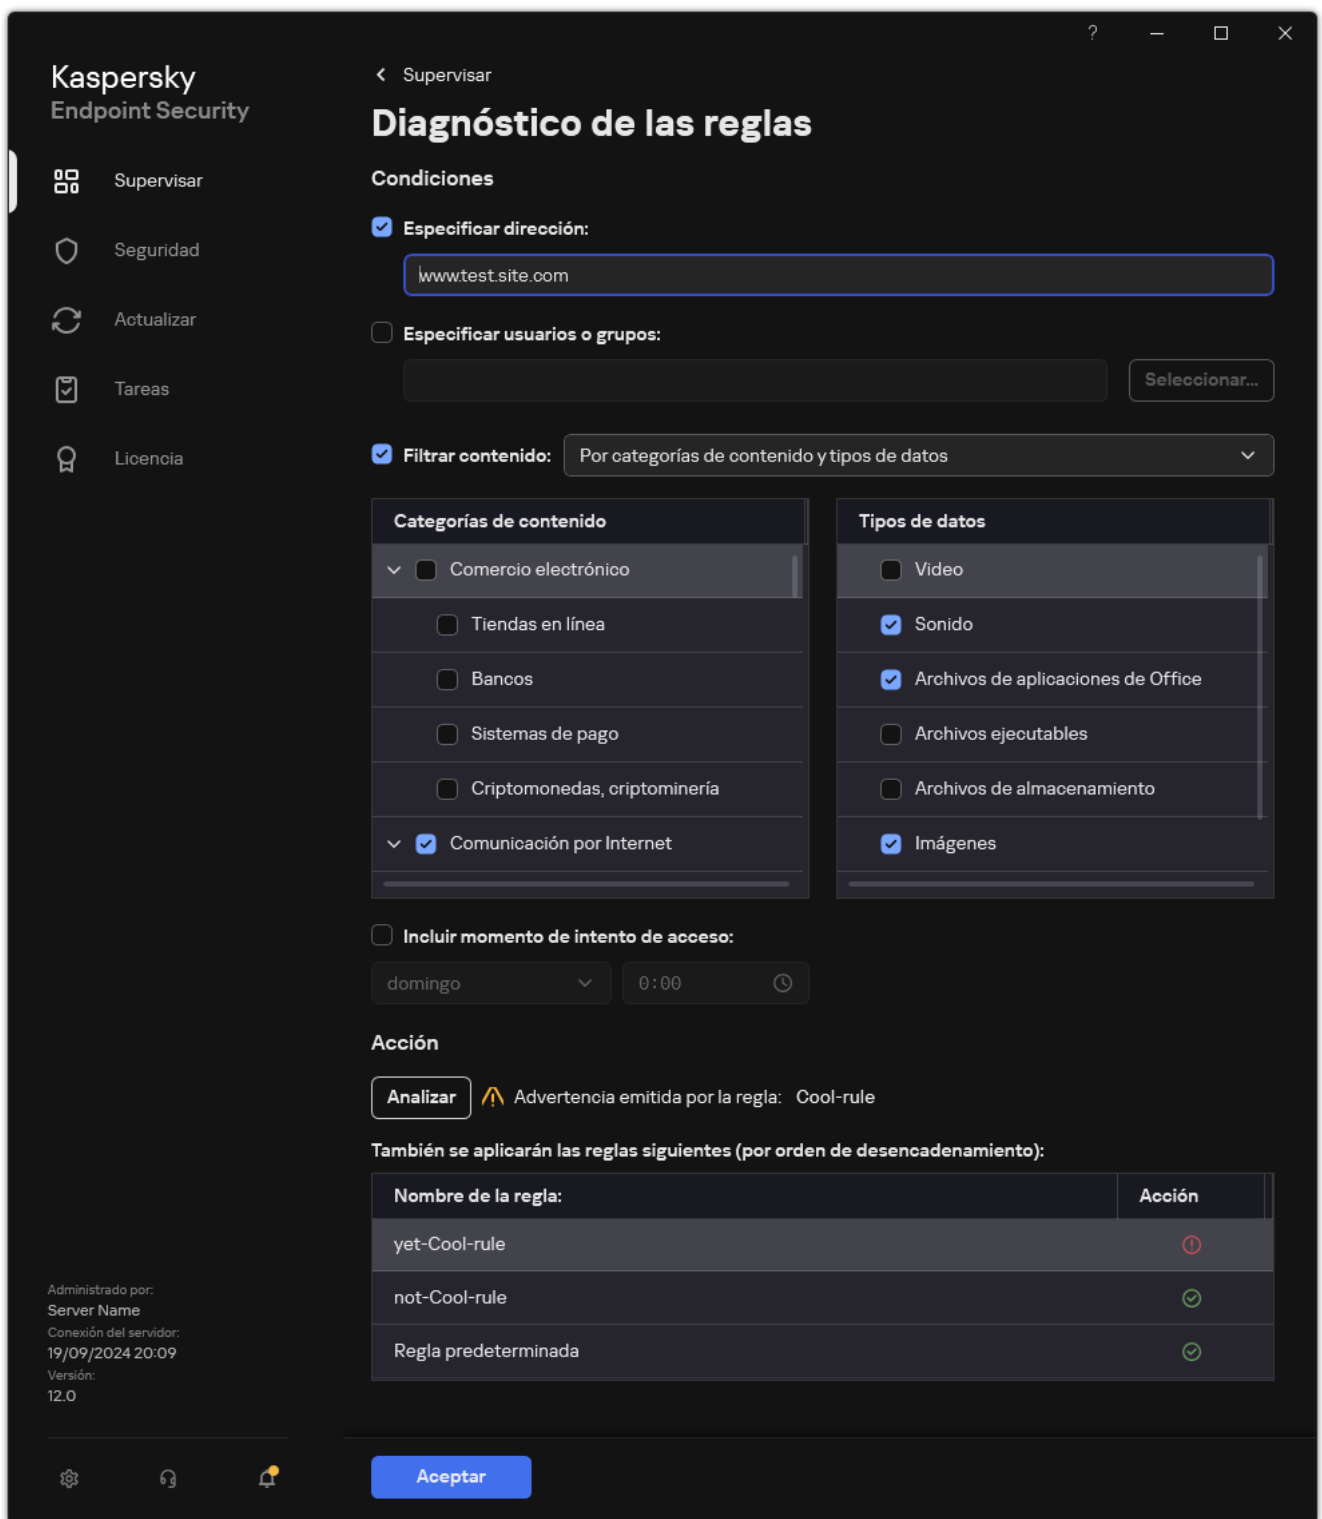 ?
Kaspersky
Endpoint Security
Supervisar
Seguridad
Actualizar
Tareas
Licencia
Administrado por:
Server Name
Conexión del servidor:
19/09/2024 20:09
Versión:
12.0
Supervisar
Diagnóstico de las reglas
Condiciones
Especificar dirección:
www.test.site.com
Especificar usuarios o grupos:
Seleccionar...
Filtrar contenido: Por categorías de contenido y tipos de datos
Categorías de contenido
Comercio electrónico
Tiendas en línea
Bancos
Sistemas de pago
Criptomonedas, criptominería
Comunicación por Internet
Tipos de datos
Video
Sonido
Archivos de aplicaciones de Office
Archivos ejecutables
Archivos de almacenamiento
Imágenes
Incluir momento de intento de acceso:
domingo 0:00
Acción
Analizar Advertencia emitida por la regla: Cool-rule
También se aplicarán las reglas siguientes (por orden de desencadenamiento):
Nombre de la regla: Acción
yet-Cool-rule
not-Cool-rule
Regla predeterminada
Aceptar